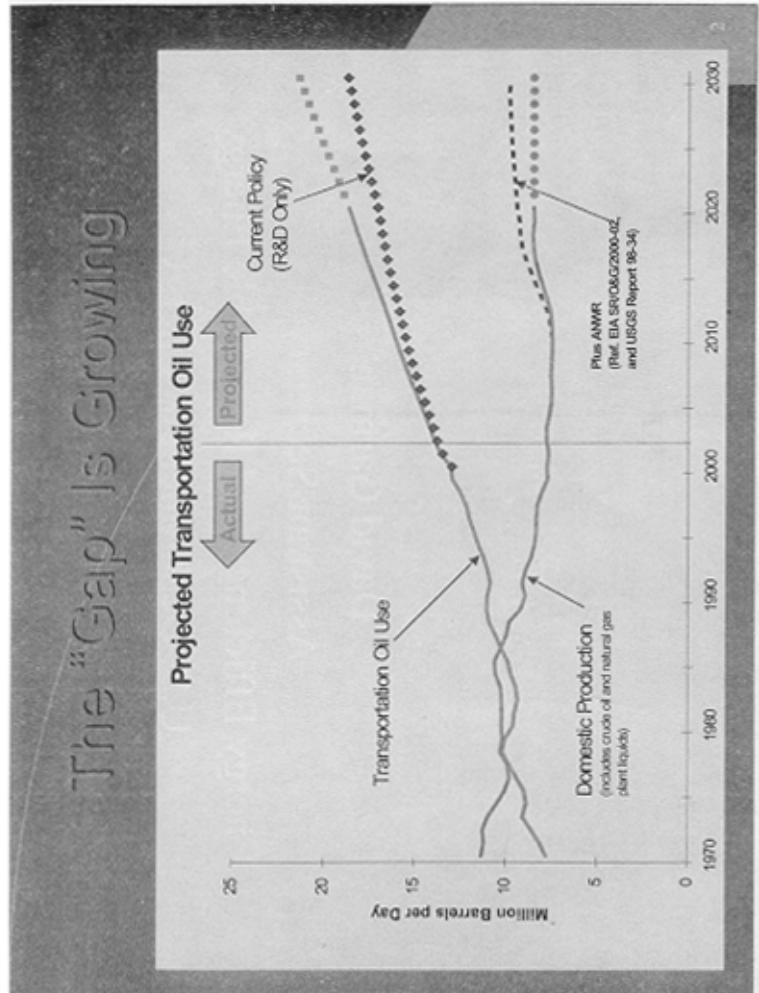 The "Gap" Is Growing
Projected Transportation Oil Use
Actual
Projected
Million Barrels per Day
25
20
15
10
5
0
Transportation Oil Use
Current Policy
(R&D Only)
Domestic Production
(includes crude oil and natural gas
plant liquids)
Plus ANWR
(Ref. EIA SR/O&G/2000-02,
and USGS Report 98-34)
1970
1980
1990
2000
2010
2020
2030
2